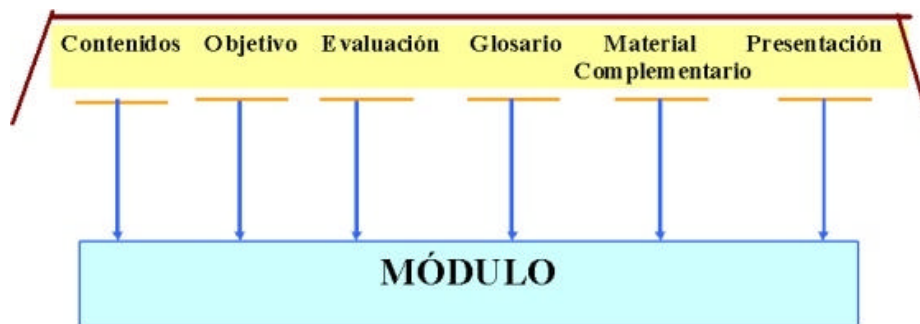 Contenidos Objetivo Evaluación Glosario Material Presentación
Complementario
MÓDULO